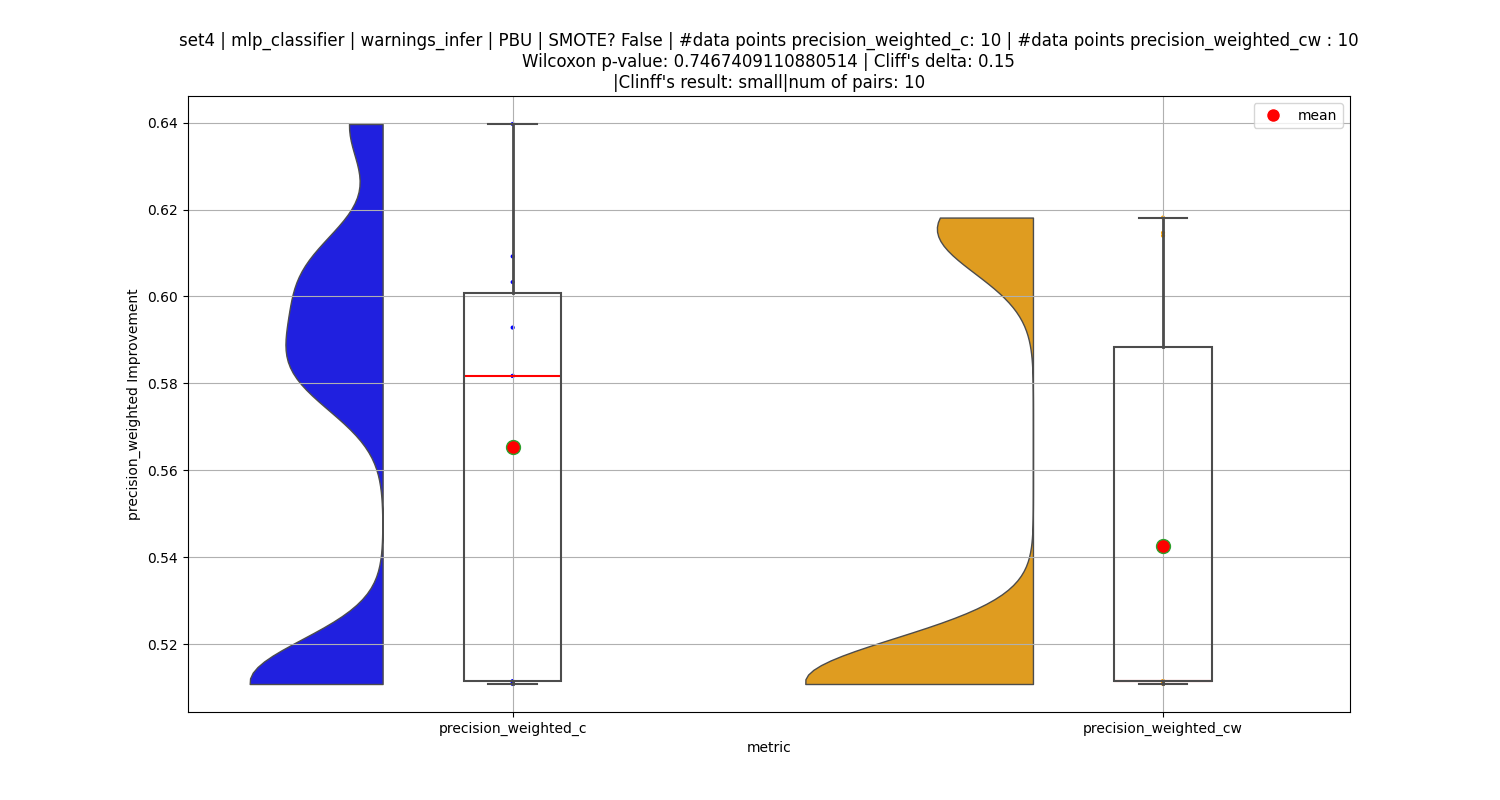 set4 | mlp_classifier | warnings_infer | PBU | SMOTE? False | #data points precision_weighted_c: 10 | #data points precision_weighted_cw : 10
Wilcoxon p-value: 0.7467409110880514 | Cliff's delta: 0.15
|Clinff's result: small|num of pairs: 10
mean
0.64
0.62
0.60
0.58
0.56
0.54
0.52
precision_weighted Improvement
precision_weighted_c
precision_weighted_cw
metric